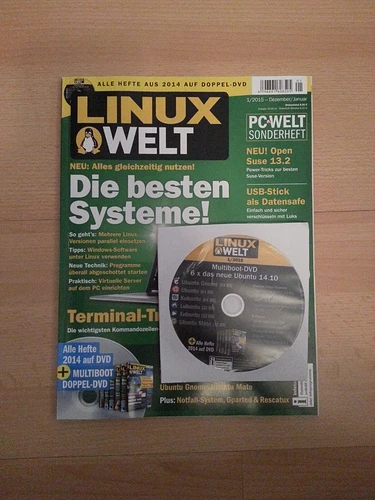 ALLE HEFTE AUS 2014 AUF DOPPEL-DVD
1/2015 – Dezember/Januar
LINUX
WELT
PC-WELT
SONDERHEFT
NEU: Alles gleichzeitig nutzen!
Die besten
Systeme!
NEU! Open
Suse 13.2
Power-Tricks zur besten
Suse-Version
USB-Stick
als Datensafe
Einfach und sicher
verschlüsseln mit Luks
So geht's: Mehrere Linux-
Versionen parallel einsetzen
Tipps: Windows-Software
unter Linux verwenden
Neue Technik: Programme
überall abgeschottet starten
Praktisch: Virtuelle Server
auf dem PC einrichten
LINUX
WELT
1/2015
Multiboot-DVD
6 x das neue Ubuntu 14.10
Alle Hefte
2014 auf DVD
Terminal-T
Die wichtigsten Kommandozeilen
Alle Hefte
2014 auf DVD
+ MULTIBOOT
DOPPEL-DVD
Ubuntu Gnome Mate
Plus: Notfall-System, Gparted & Rescatux